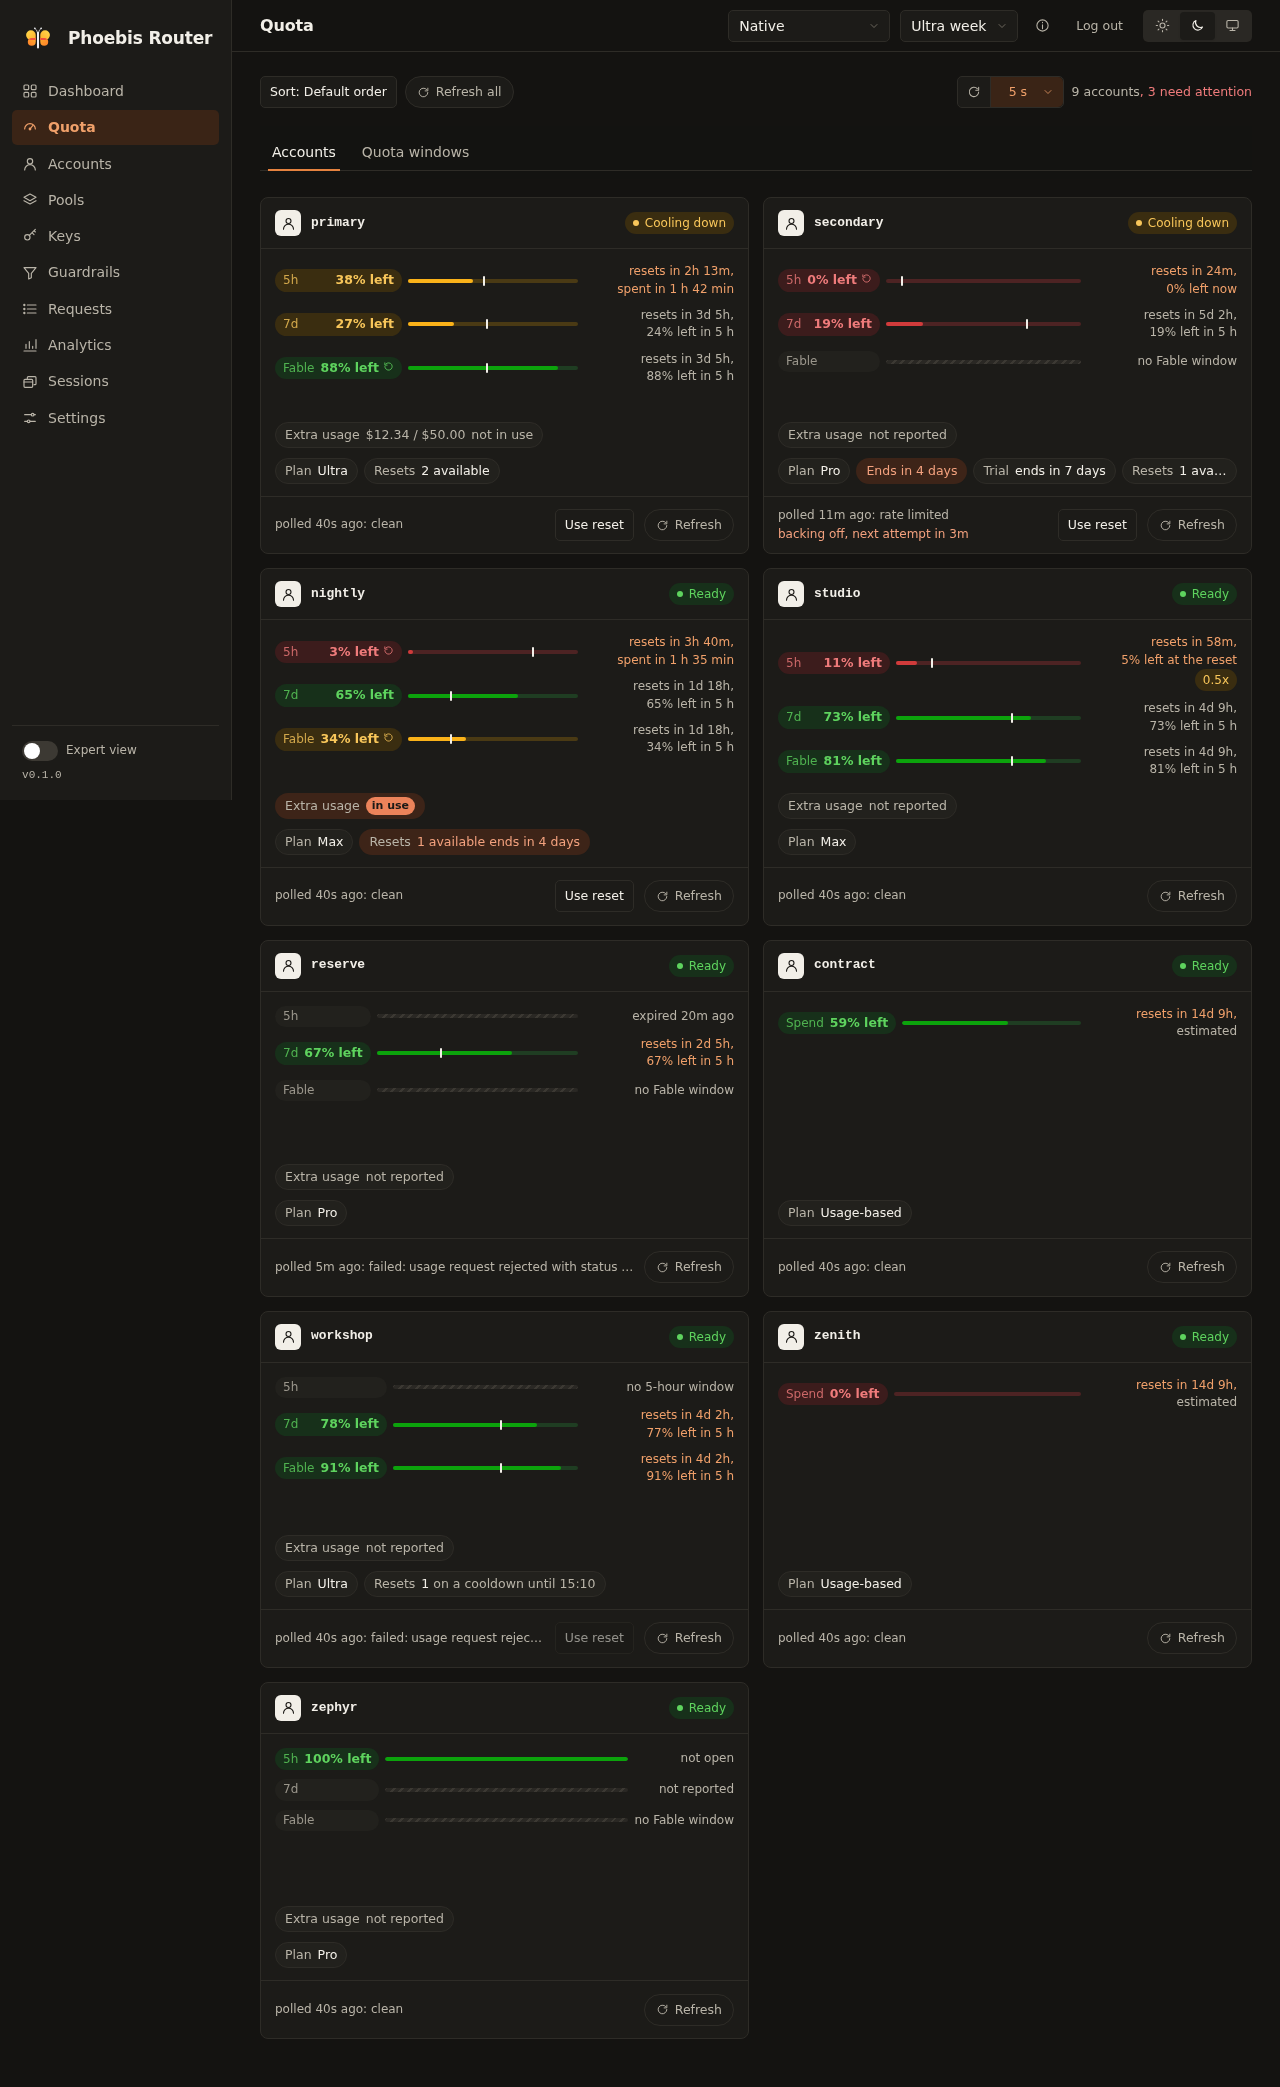 Phoebis Router
Dashboard
Quota
Accounts
Pools
Keys
Guardrails
Requests
Analytics
Sessions
Settings
Expert view
v0.1.0
Quota
Native
Ultra week
Log out
Sort: Default order
Refresh all
5 s
9 accounts, 3 need attention
Accounts
Quota windows
primary
Cooling down
5h 38% left
resets in 2h 13m,
spent in 1 h 42 min
7d 27% left
resets in 3d 5h,
24% left in 5 h
Fable 88% left
resets in 3d 5h,
88% left in 5 h
Extra usage $12.34 / $50.00 not in use
Plan Ultra
Resets 2 available
polled 40s ago: clean
Use reset
Refresh
secondary
Cooling down
5h 0% left
resets in 24m,
0% left now
7d 19% left
resets in 5d 2h,
19% left in 5 h
Fable
no Fable window
Extra usage not reported
Plan Pro
Ends in 4 days
Trial ends in 7 days
Resets 1 ava...
polled 11m ago: rate limited
backing off, next attempt in 3m
Use reset
Refresh
nightly
Ready
5h 3% left
resets in 3h 40m,
spent in 1 h 35 min
7d 65% left
resets in 1d 18h,
65% left in 5 h
Fable 34% left
resets in 1d 18h,
34% left in 5 h
Extra usage in use
Plan Max
Resets 1 available ends in 4 days
polled 40s ago: clean
Use reset
Refresh
studio
Ready
5h 11% left
resets in 58m,
5% left at the reset
0.5x
7d 73% left
resets in 4d 9h,
73% left in 5 h
Fable 81% left
resets in 4d 9h,
81% left in 5 h
Extra usage not reported
Plan Max
polled 40s ago: clean
Refresh
reserve
Ready
5h
expired 20m ago
7d 67% left
resets in 2d 5h,
67% left in 5 h
Fable
no Fable window
Extra usage not reported
Plan Pro
polled 5m ago: failed: usage request rejected with status ...
Refresh
contract
Ready
Spend 59% left
resets in 14d 9h,
estimated
Plan Usage-based
polled 40s ago: clean
Refresh
workshop
Ready
5h
no 5-hour window
7d 78% left
resets in 4d 2h,
77% left in 5 h
Fable 91% left
resets in 4d 2h,
91% left in 5 h
Extra usage not reported
Plan Ultra
Resets 1 on a cooldown until 15:10
polled 40s ago: failed: usage request rejec...
Use reset
Refresh
zenith
Ready
Spend 0% left
resets in 14d 9h,
estimated
Plan Usage-based
polled 40s ago: clean
Refresh
zephyr
Ready
5h 100% left
not open
7d
not reported
Fable
no Fable window
Extra usage not reported
Plan Pro
polled 40s ago: clean
Refresh